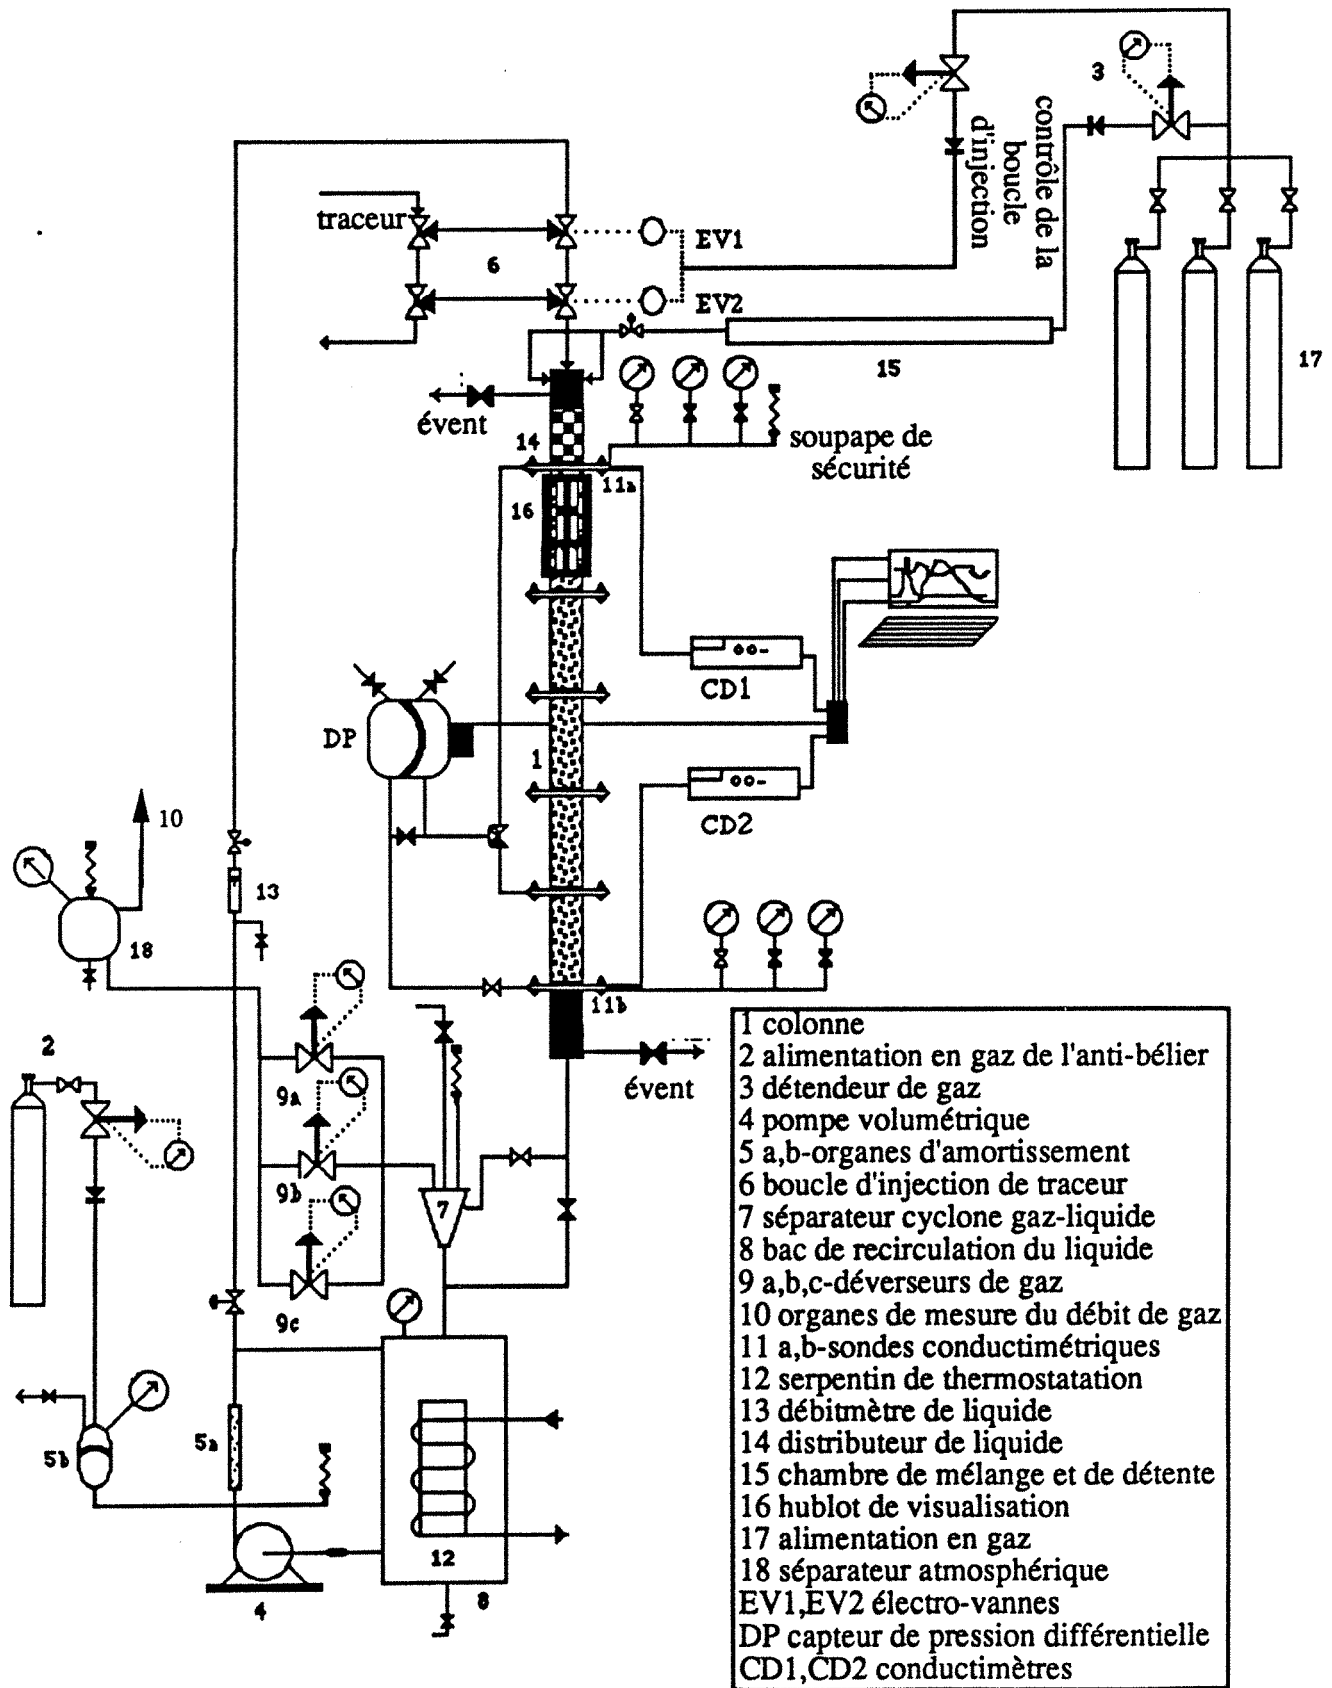 3
contrôle de la
boucle
d'injection
traceur
EV1
6
EV2
15
17
évent
14
soupape de
sécurité
11a
16
CD1
DP
1
CD2
10
13
18
11b
2
évent
9a
9b
7
9c
5a
5b
12
8
4
1 colonne
2 alimentation en gaz de l'anti-bélier
3 détendeur de gaz
4 pompe volumétrique
5 a,b-organes d'amortissement
6 boucle d'injection de traceur
7 séparateur cyclone gaz-liquide
8 bac de recirculation du liquide
9 a,b,c-déverseurs de gaz
10 organes de mesure du débit de gaz
11 a,b-sondes conductimétriques
12 serpentin de thermostatation
13 débitmètre de liquide
14 distributeur de liquide
15 chambre de mélange et de détente
16 hublot de visualisation
17 alimentation en gaz
18 séparateur atmosphérique
EV1,EV2 électro-vannes
DP capteur de pression différentielle
CD1,CD2 conductimètres